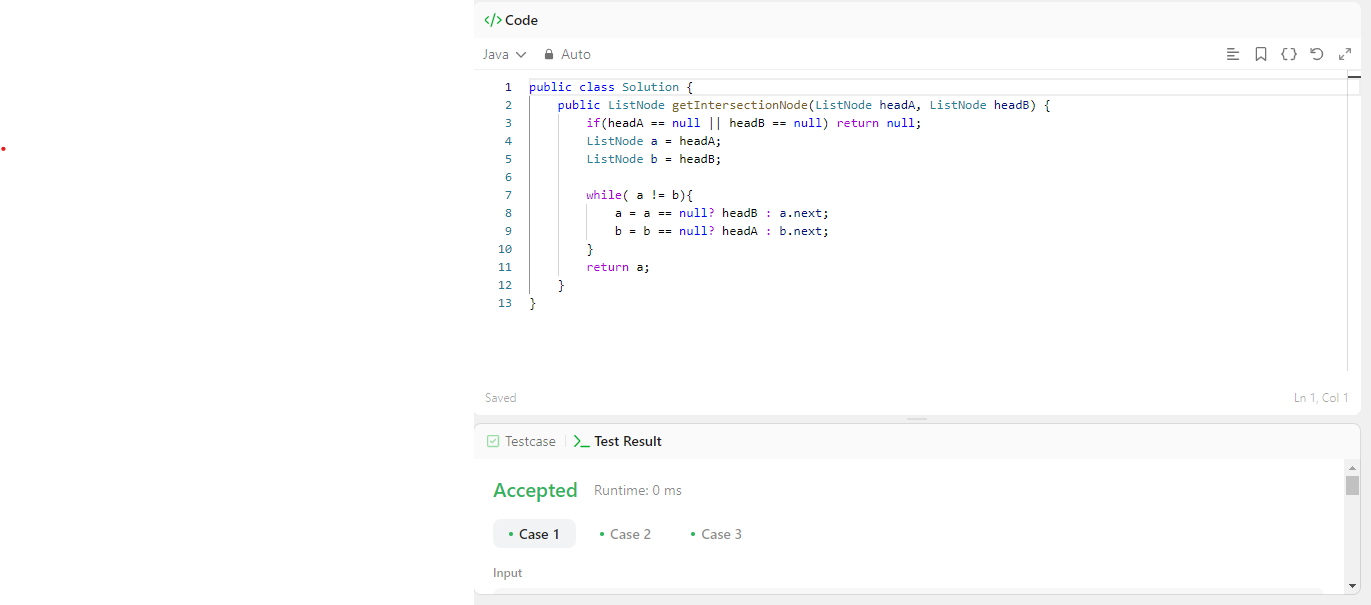 </> Code
Java Auto
1 public class Solution {
2     public ListNode getIntersectionNode(ListNode headA, ListNode headB) {
3         if(headA == null || headB == null) return null;
4         ListNode a = headA;
5         ListNode b = headB;
6
7         while( a != b){
8             a = a == null? headB : a.next;
9             b = b == null? headA : b.next;
10         }
11         return a;
12     }
13 }
Saved Ln 1, Col 1
Testcase Test Result
Accepted Runtime: 0 ms
• Case 1 • Case 2 • Case 3
Input